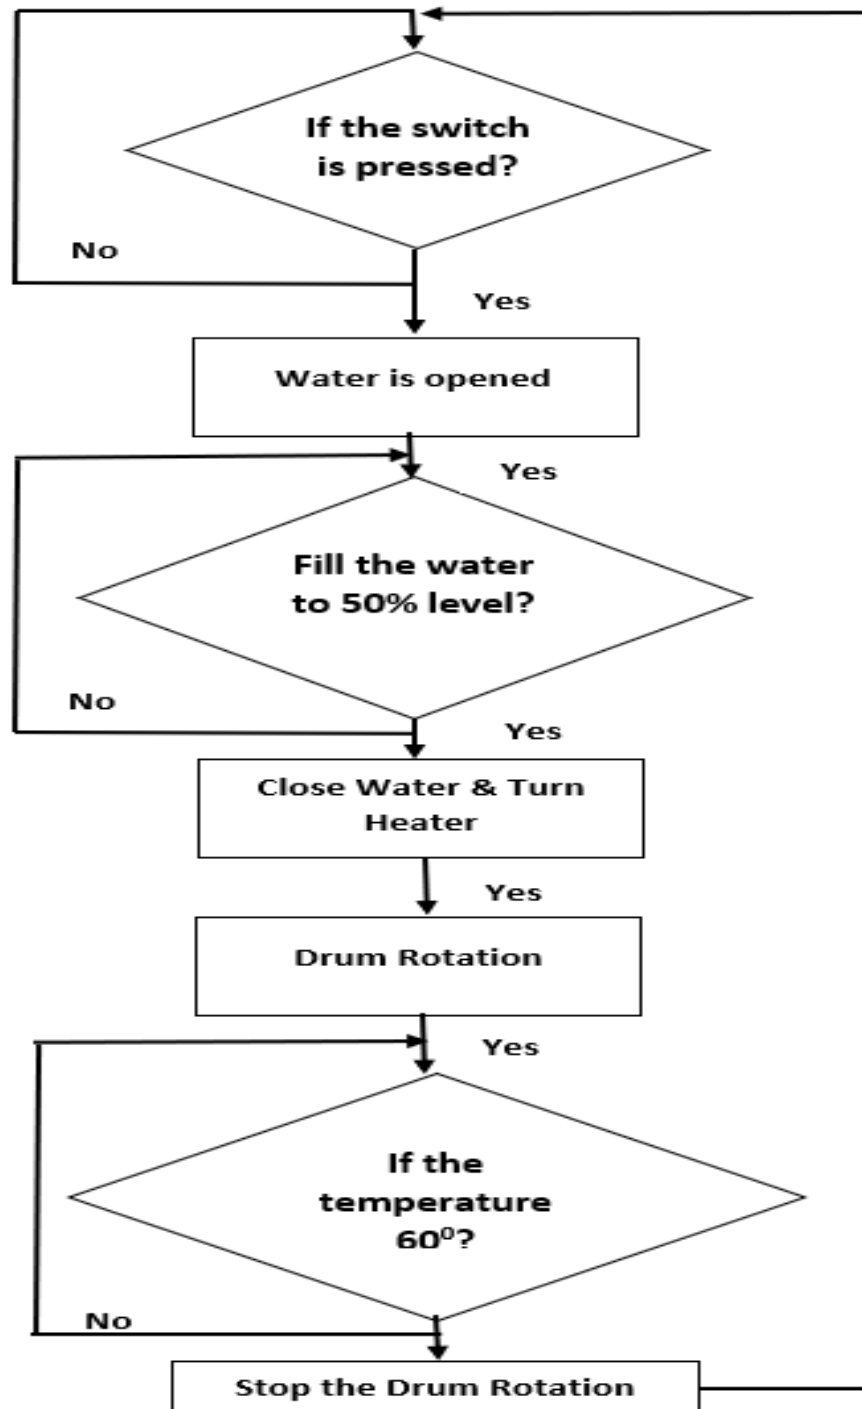 If the switch
is pressed?
No
Yes
Water is opened
Yes
Fill the water
to 50% level?
No
Yes
Close Water & Turn
Heater
Yes
Drum Rotation
Yes
If the
temperature
60⁰?
No
Stop the Drum Rotation